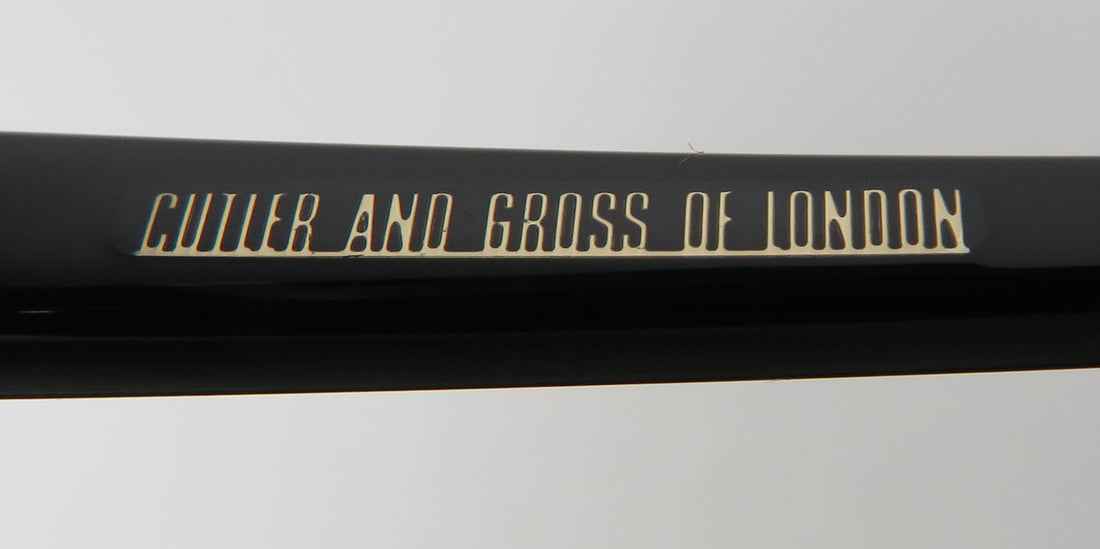 CUTLER AND GROSS OF LONDON